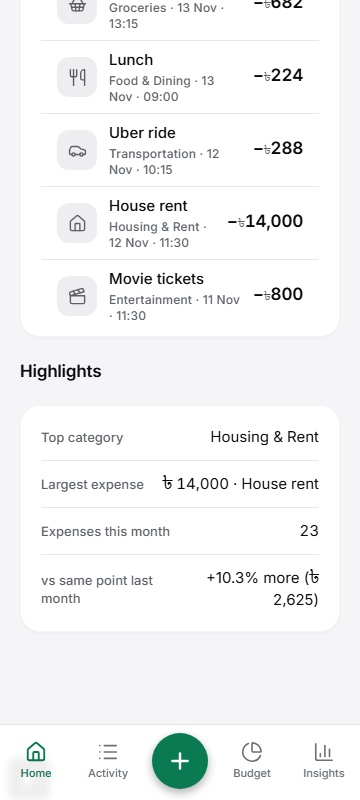 Groceries · 13 Nov · −৳682
13:15
Lunch
Food & Dining · 13 −৳224
Nov · 09:00
Uber ride
Transportation · 12 −৳288
Nov · 10:15
House rent
Housing & Rent · −৳14,000
12 Nov · 11:30
Movie tickets
Entertainment · 11 Nov −৳800
· 11:30
Highlights
Top category Housing & Rent
Largest expense ৳ 14,000 · House rent
Expenses this month 23
vs same point last +10.3% more (৳
month 2,625)
Home Activity Budget Insights